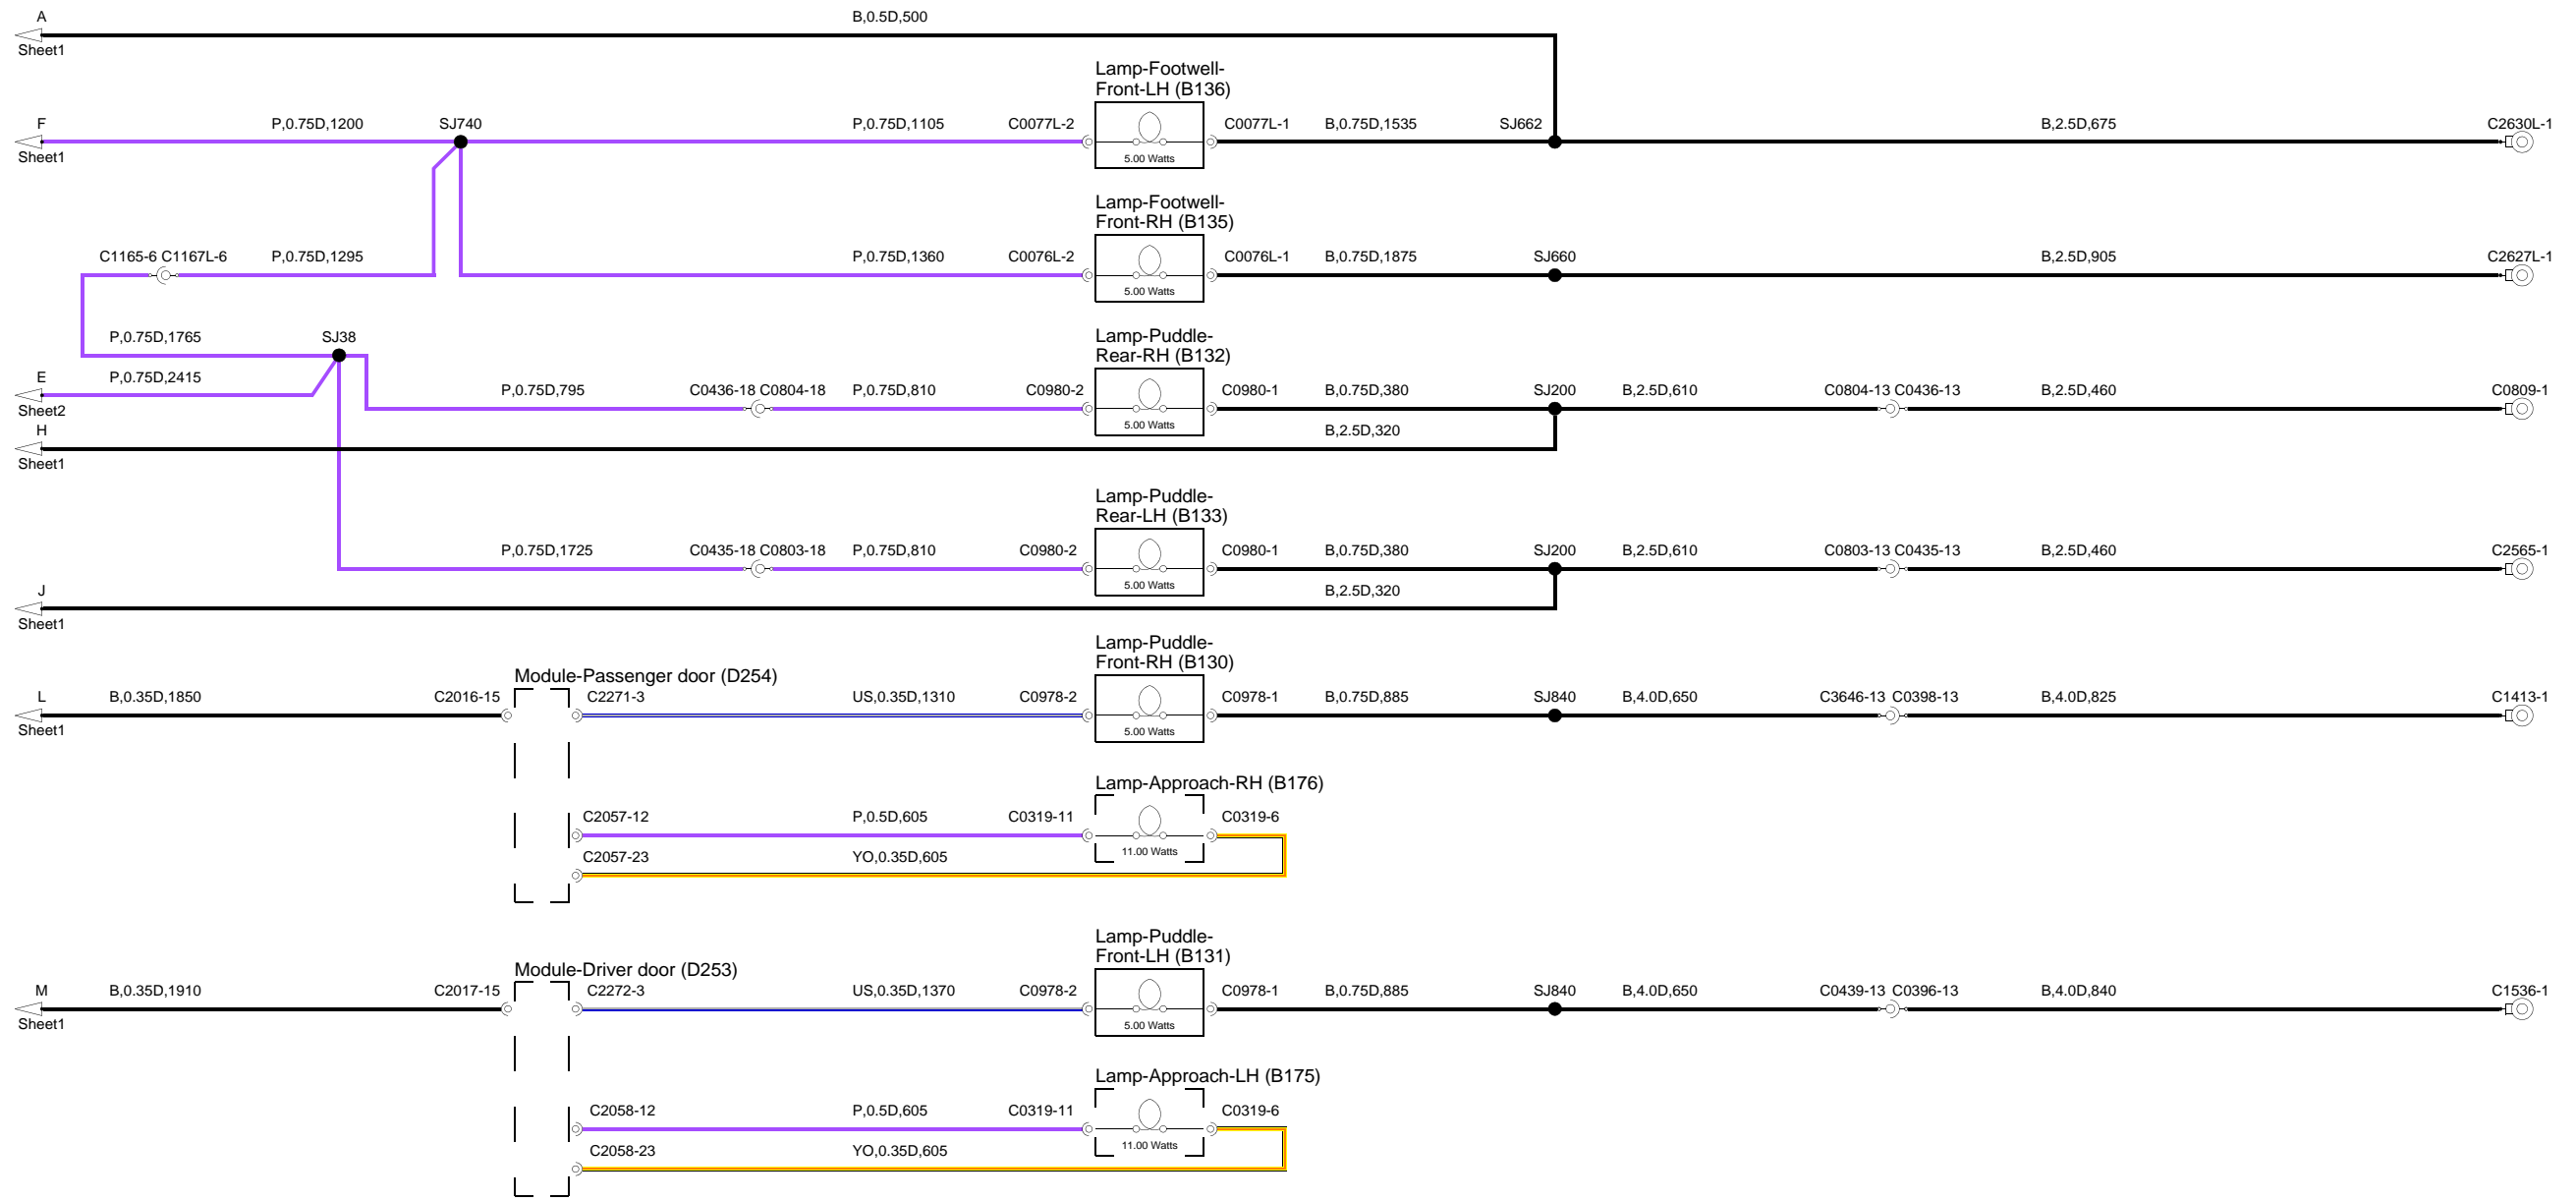 A
B,0.5D,500
Sheet1
Lamp-Footwell-
Front-LH (B136)
F
P,0.75D,1200
SJ740
P,0.75D,1105
C0077L-2
C0077L-1
B,0.75D,1535
SJ662
B,2.5D,675
C2630L-1
Sheet1
5.00 Watts
Lamp-Footwell-
Front-RH (B135)
C1165-6 C1167L-6
P,0.75D,1295
P,0.75D,1360
C0076L-2
C0076L-1
B,0.75D,1875
SJ660
B,2.5D,905
C2627L-1
5.00 Watts
Lamp-Puddle-
Rear-RH (B132)
P,0.75D,1765
SJ38
E
P,0.75D,2415
Sheet2
P,0.75D,795
C0436-18 C0804-18
P,0.75D,810
C0980-2
C0980-1
B,0.75D,380
SJ200
B,2.5D,610
C0804-13 C0436-13
B,2.5D,460
C0809-1
5.00 Watts
H
B,2.5D,320
Sheet1
Lamp-Puddle-
Rear-LH (B133)
P,0.75D,1725
C0435-18 C0803-18
P,0.75D,810
C0980-2
C0980-1
B,0.75D,380
SJ200
B,2.5D,610
C0803-13 C0435-13
B,2.5D,460
C2565-1
5.00 Watts
J
B,2.5D,320
Sheet1
Lamp-Puddle-
Front-RH (B130)
Module-Passenger door (D254)
L
B,0.35D,1850
C2016-15
C2271-3
US,0.35D,1310
C0978-2
C0978-1
B,0.75D,885
SJ840
B,4.0D,650
C3646-13 C0398-13
B,4.0D,825
C1413-1
Sheet1
5.00 Watts
Lamp-Approach-RH (B176)
C2057-12
P,0.5D,605
C0319-11
C0319-6
11.00 Watts
C2057-23
YO,0.35D,605
Lamp-Puddle-
Front-LH (B131)
Module-Driver door (D253)
M
B,0.35D,1910
C2017-15
C2272-3
US,0.35D,1370
C0978-2
C0978-1
B,0.75D,885
SJ840
B,4.0D,650
C0439-13 C0396-13
B,4.0D,840
C1536-1
Sheet1
5.00 Watts
Lamp-Approach-LH (B175)
C2058-12
P,0.5D,605
C0319-11
C0319-6
11.00 Watts
C2058-23
YO,0.35D,605